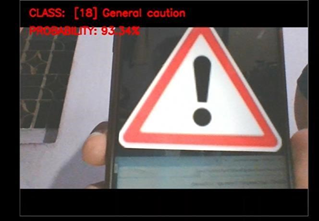 CLASS: [18] General caution
PROBABILITY: 93.34%
!